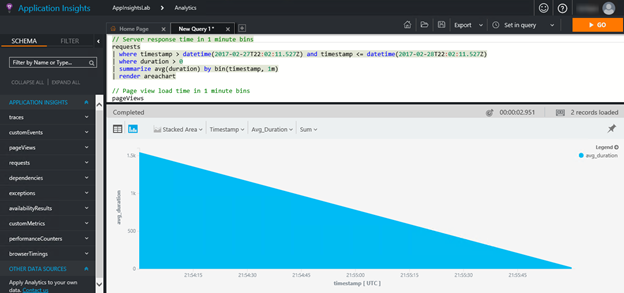 Application Insights
AppInsightsLab > Analytics
SCHEMA FILTER
Home Page
New Query 1 *
+
Export
Set in query
GO
Filter by Name or Type...
COLLAPSE ALL | EXPAND ALL
APPLICATION INSIGHTS
traces
customEvents
pageViews
requests
dependencies
exceptions
availabilityResults
customMetrics
performanceCounters
browserTimings
OTHER DATA SOURCES
Apply Analytics to your own
data. Contact us
// Server response time in 1 minute bins
requests
| where timestamp > datetime(2017-02-27T22:02:11.527Z) and timestamp <= datetime(2017-02-28T22:02:11.527Z)
| where duration > 0
| summarize avg(duration) by bin(timestamp, 1m)
| render areachart
// Page view load time in 1 minute bins
pageViews
Completed
00:00:02.951
2 records loaded
Stacked Area
Timestamp
Avg_Duration
Sum
Legend
avg_duration
avg_duration
1.5k
1k
500
0
21:54:15 21:54:30 21:54:45 21:55:00 21:55:15 21:55:30 21:55:45
timestamp [ UTC ]